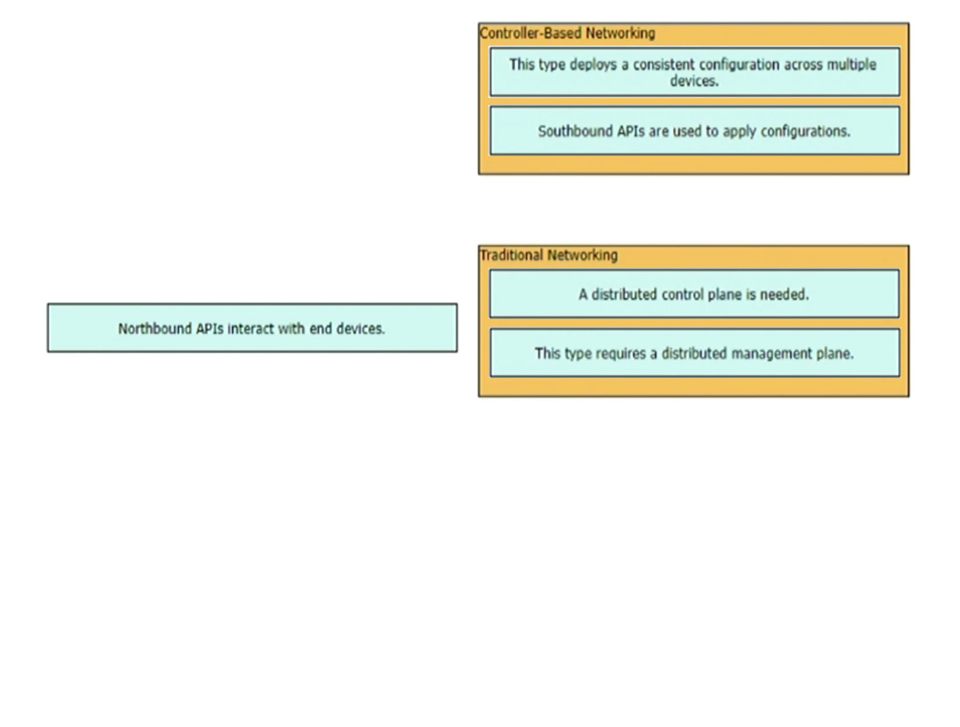 Controller-Based Networking
This type deploys a consistent configuration across multiple
devices.
Southbound APIs are used to apply configurations.
Traditional Networking
A distributed control plane is needed.
Northbound APIs interact with end devices.
This type requires a distributed management plane.